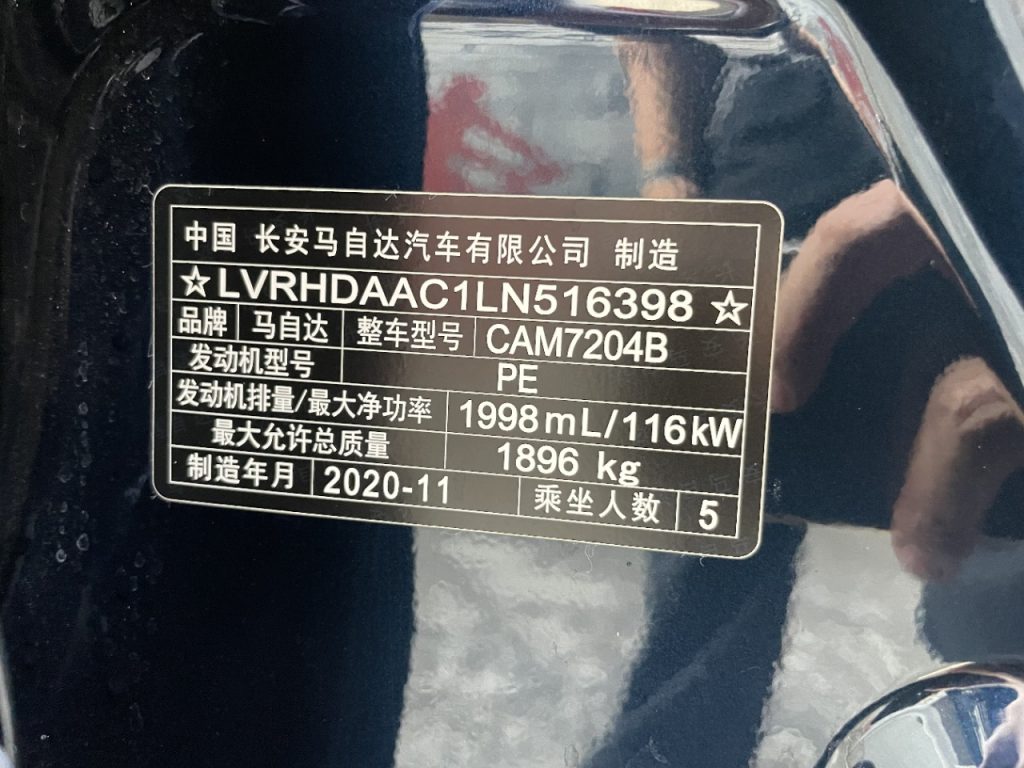 中国 长安马自达汽车有限公司 制造
☆LVRHDAAC1LN516398☆
品牌 马自达 整车型号 CAM7204B
发动机型号 PE
发动机排量/最大净功率 1998mL/116kW
最大允许总质量 1896 kg
制造年月 2020-11 乘坐人数 5